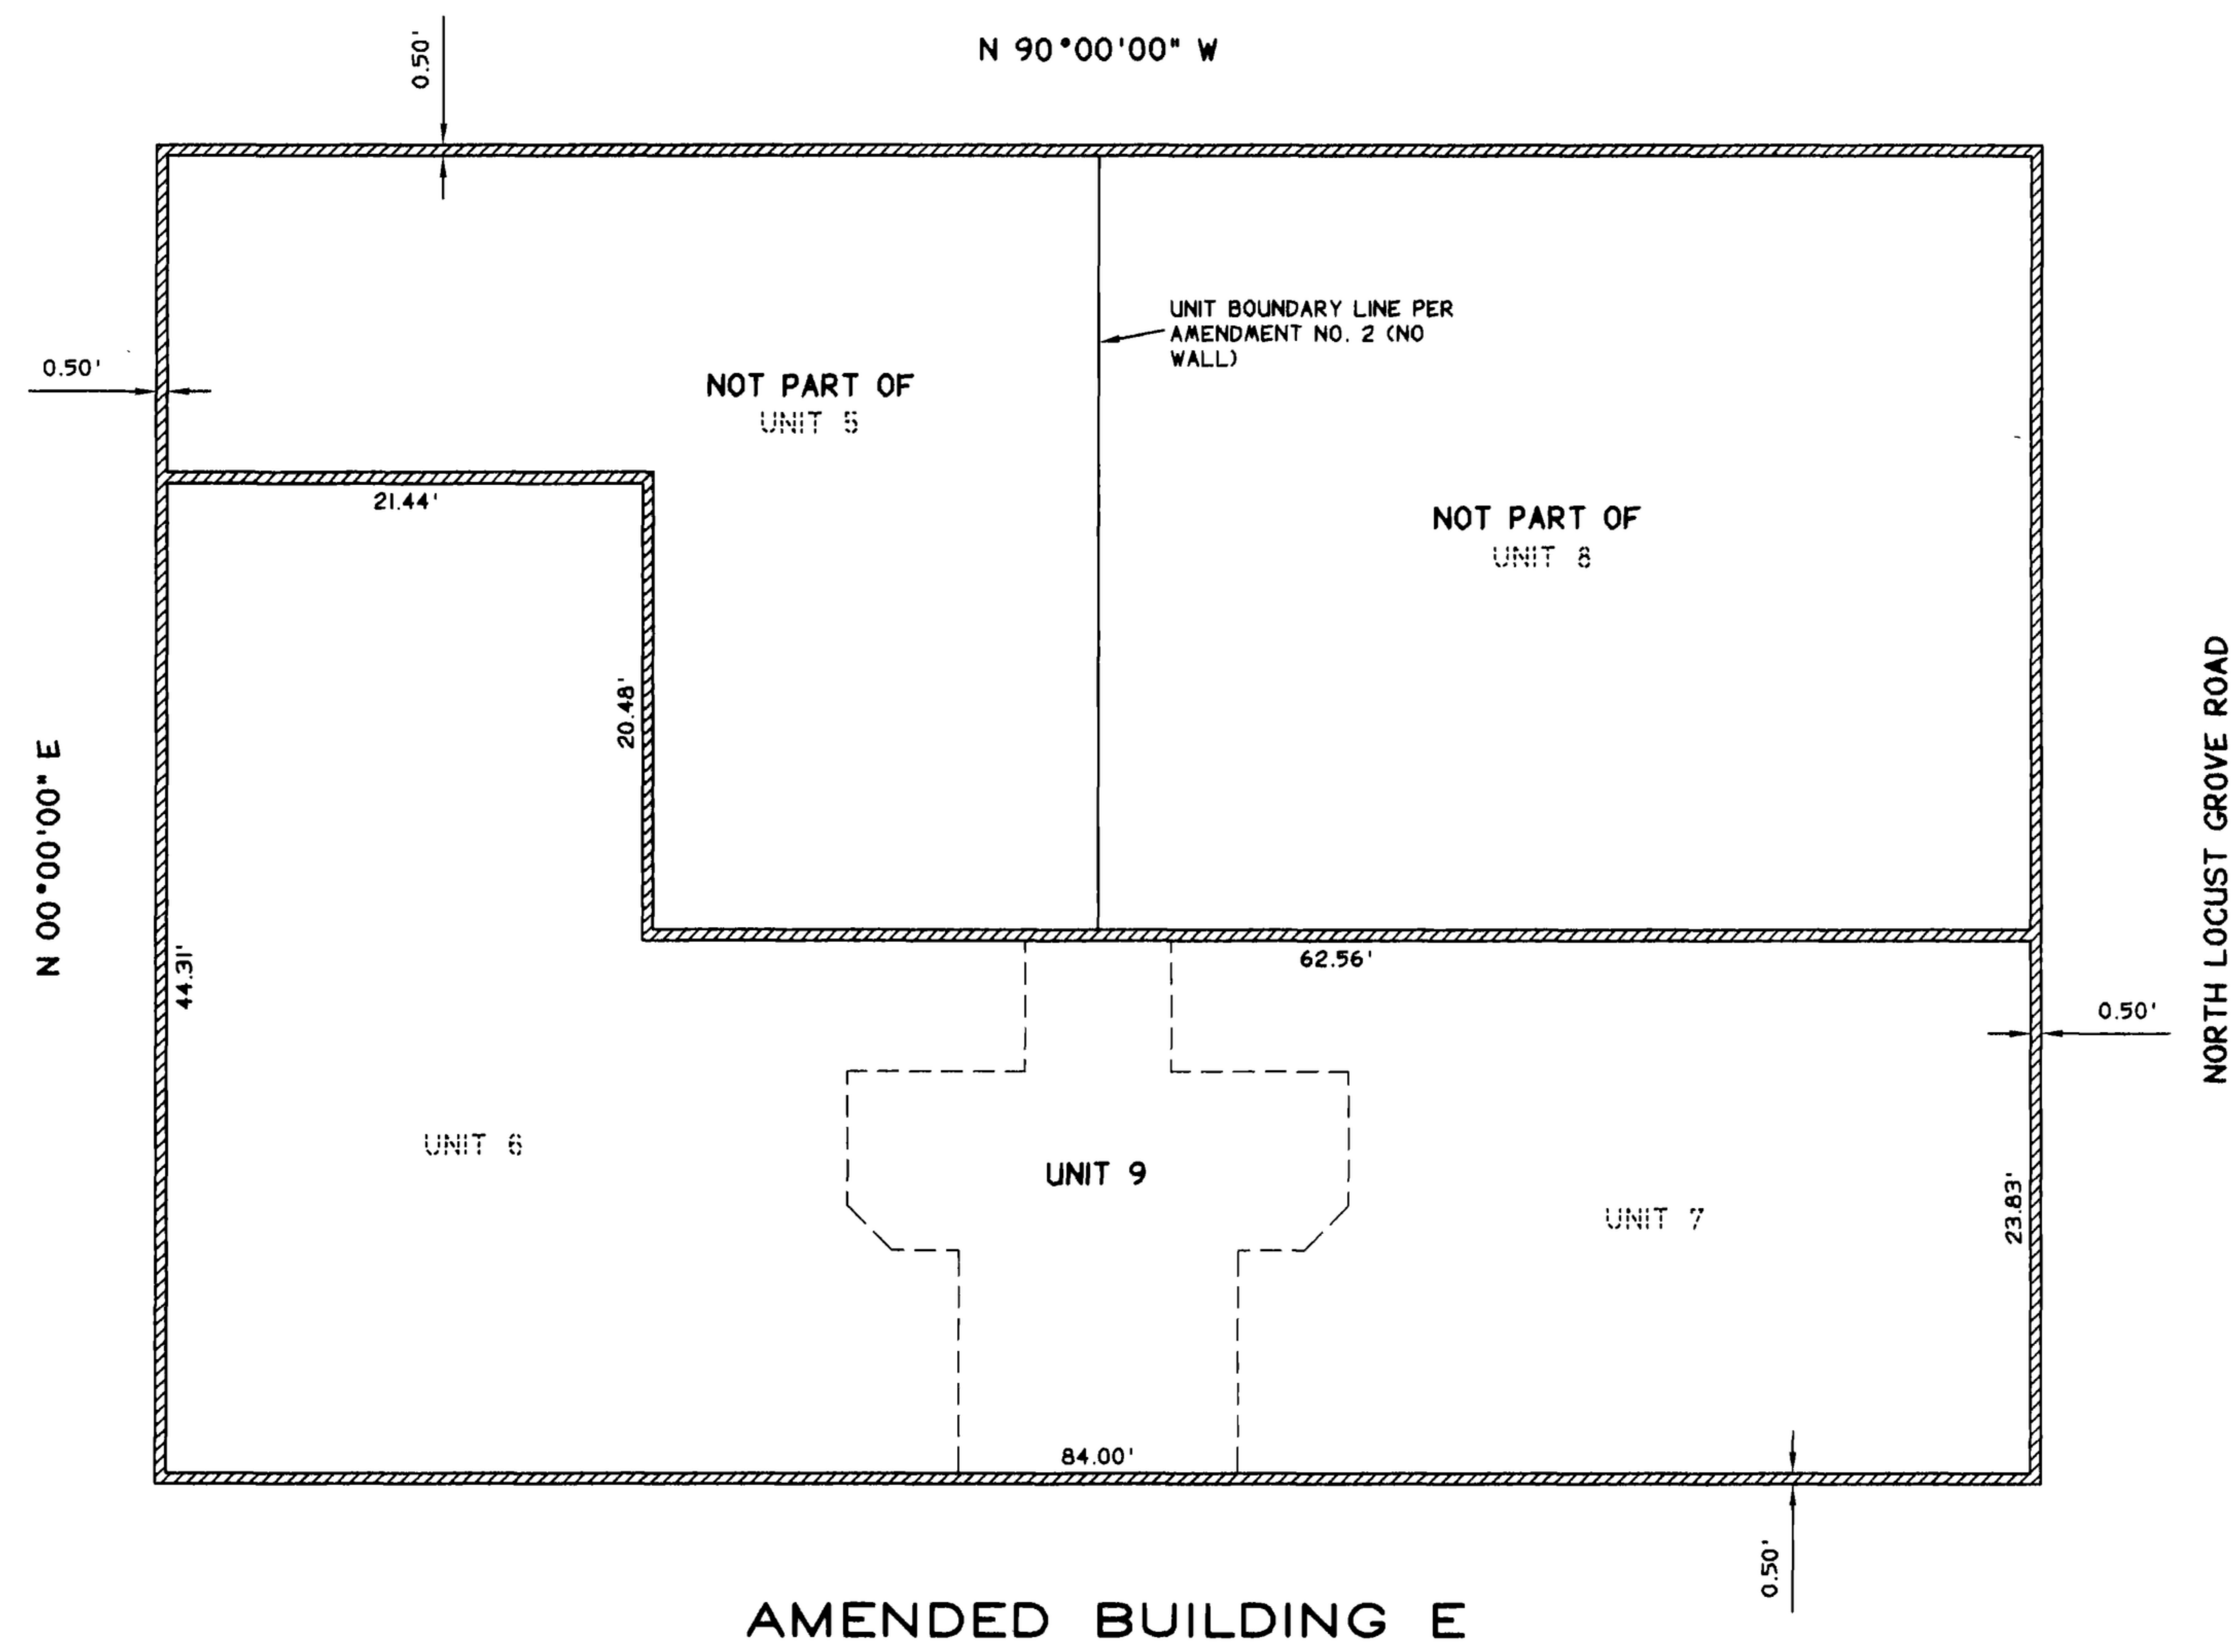 0.50'
N 90°00'00" W
UNIT BOUNDARY LINE PER
AMENDMENT NO. 2 (NO
WALL)
0.50'
NOT PART OF
UNIT 5
21.44'
NOT PART OF
UNIT 8
20.48'
N 00°00'00" E
44.31'
62.56'
NORTH LOCUST GROVE ROAD
0.50'
UNIT 6
UNIT 9
UNIT 7
23.83'
84.00'
0.50'
AMENDED BUILDING E